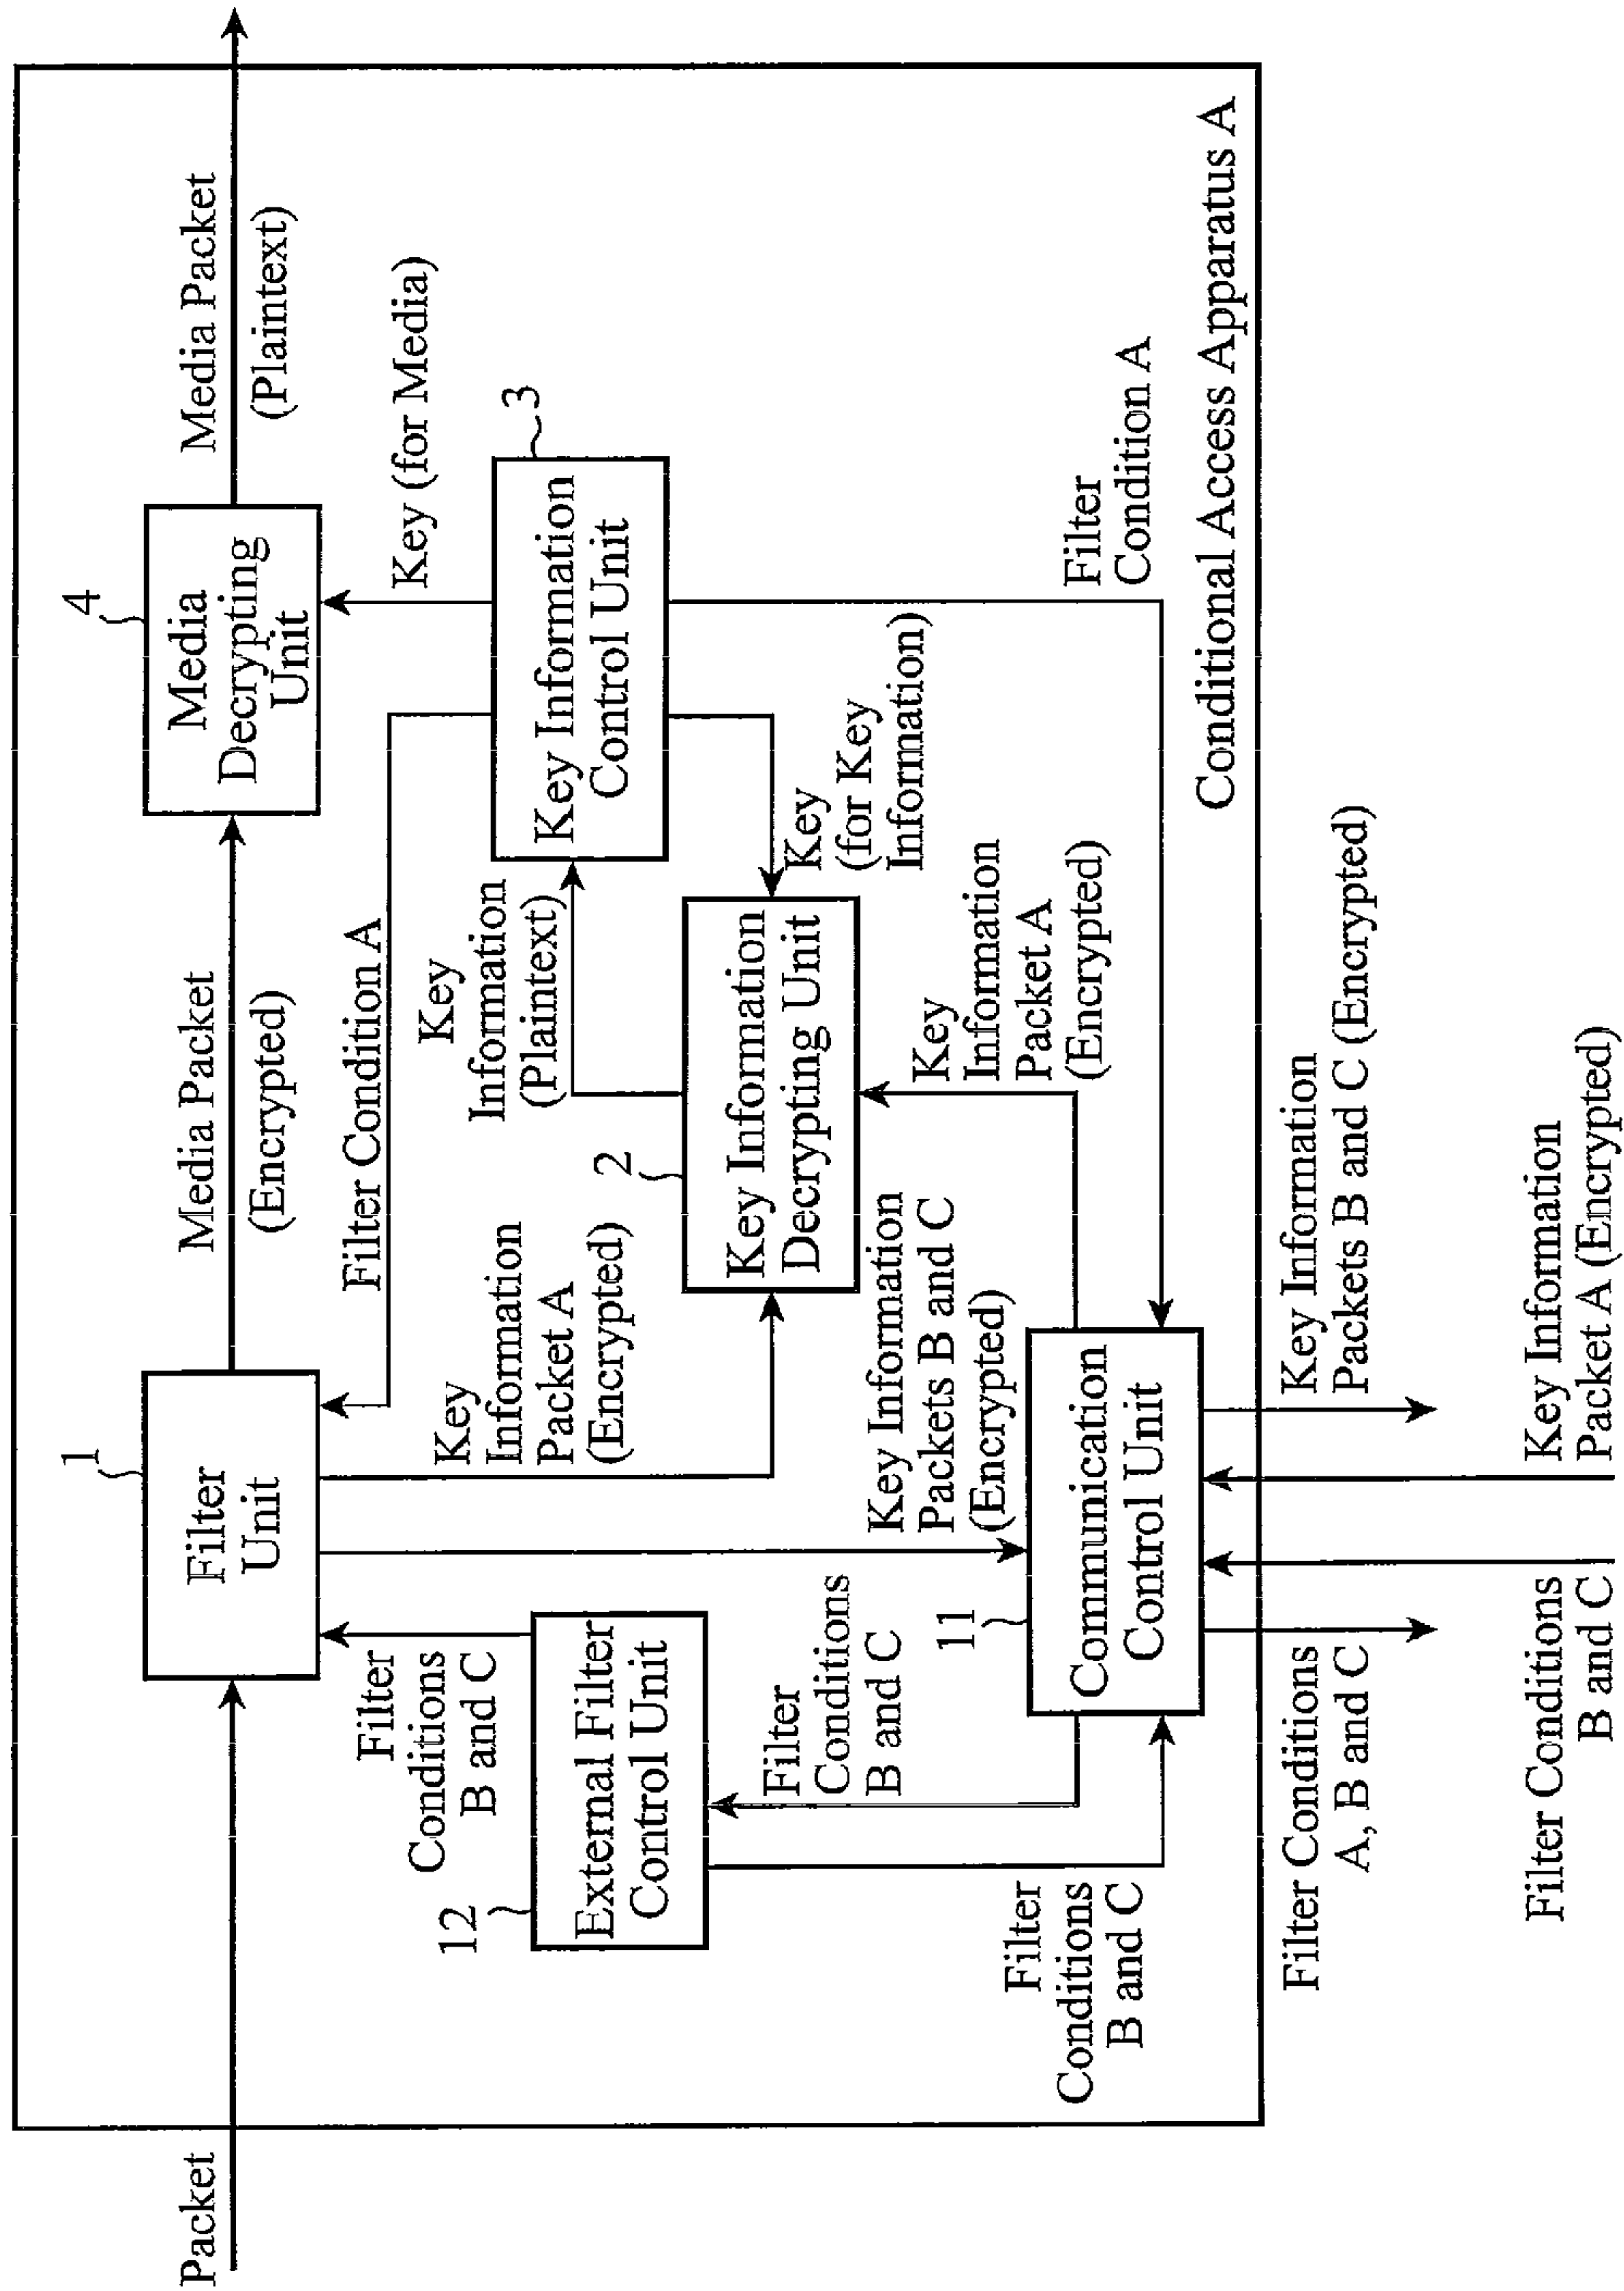 Packet
1
Filter
Unit
Media Packet
(Encrypted)
4
Media
Decrypting
Unit
Media Packet
(Plaintext)
Filter Condition A
Key (for Media)
Filter
Conditions
B and C
Key
Information
Packet A
(Encrypted)
Key
Information
(Plaintext)
3
Key Information
Control Unit
12
External Filter
Control Unit
2
Key Information
Decrypting Unit
Key
(for Key
Information)
Filter
Conditions
B and C
Key Information
Packets B and C
(Encrypted)
Key
Information
Packet A
(Encrypted)
Filter
Condition A
Filter
Conditions
B and C
11
Communication
Control Unit
Conditional Access Apparatus A
Filter Conditions
A, B and C
Key Information
Packets B and C (Encrypted)
Filter Conditions
B and C
Key Information
Packet A (Encrypted)